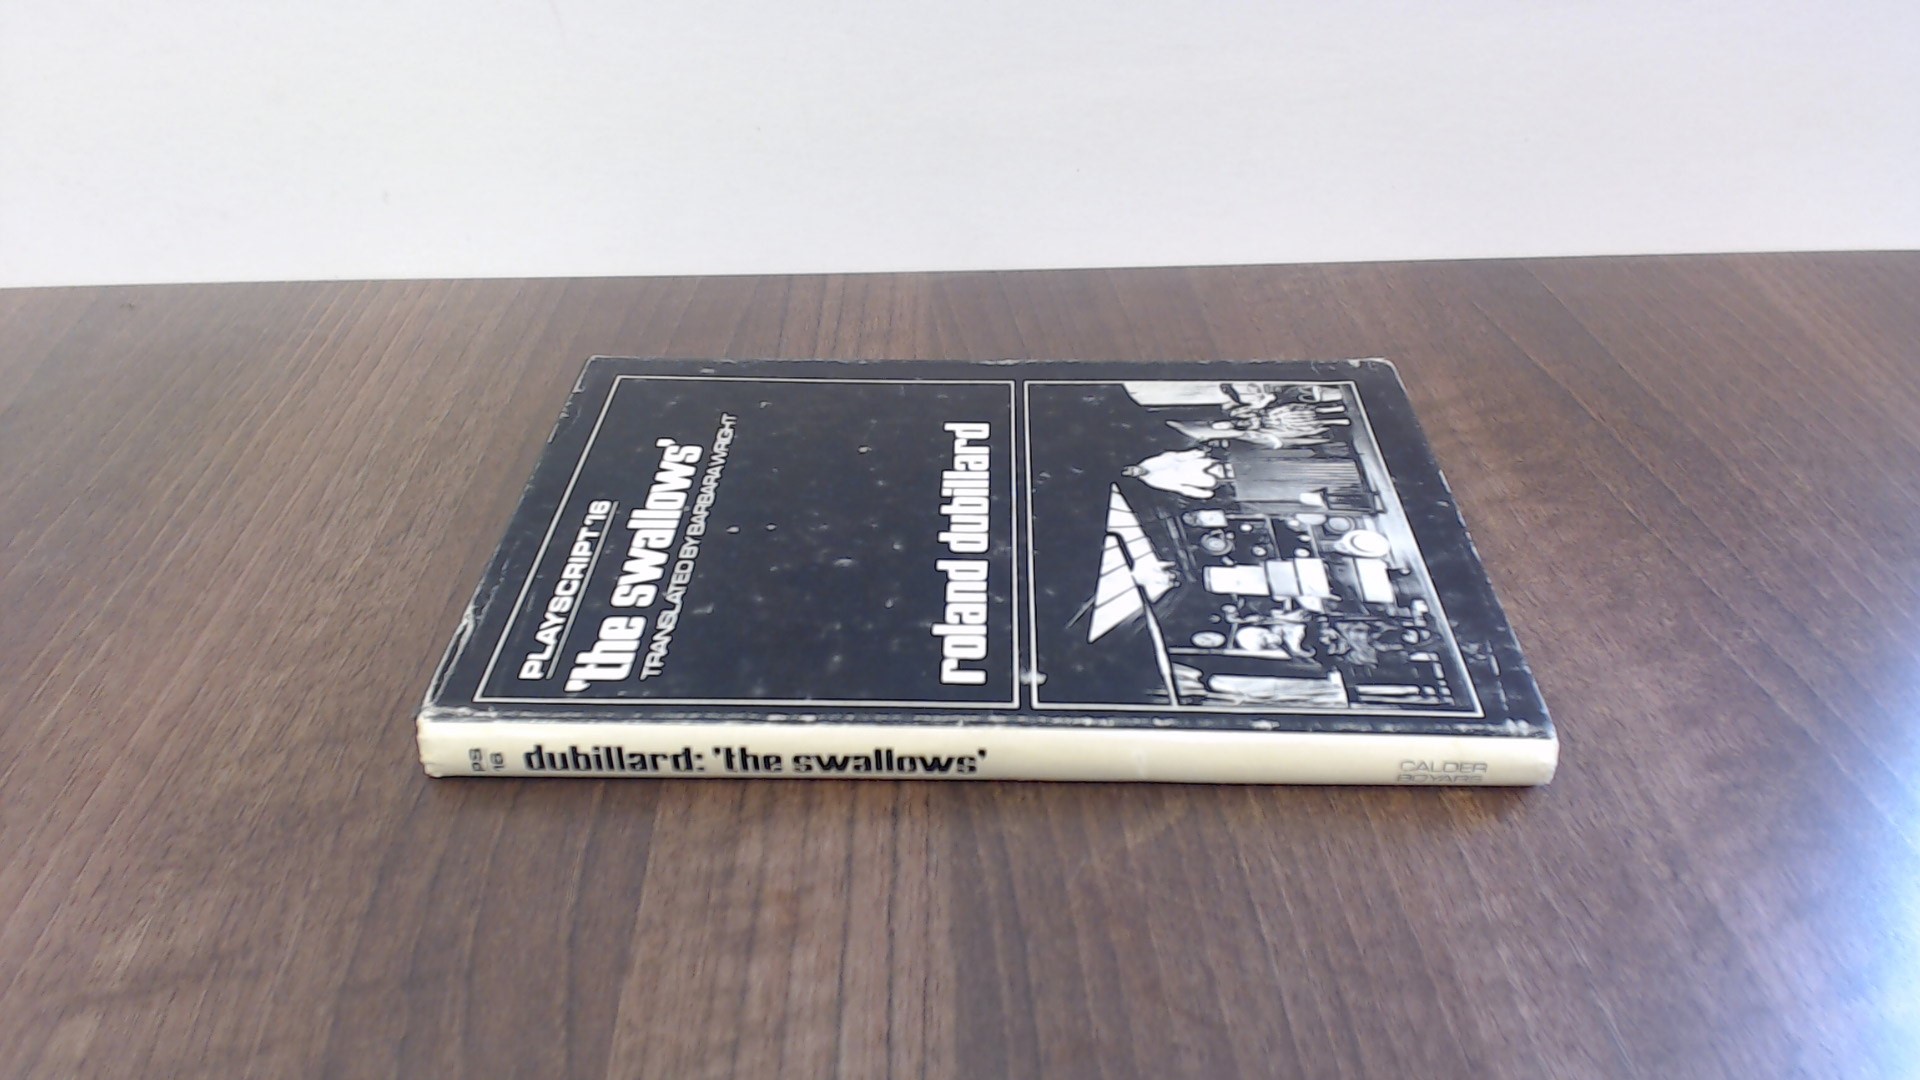 PLAYSCRIPT 16
'the swallows'
TRANSLATED BY BARBARA WRIGHT
roland dubillard
ps
16
dubillard: 'the swallows'
CALDER
BOYARS